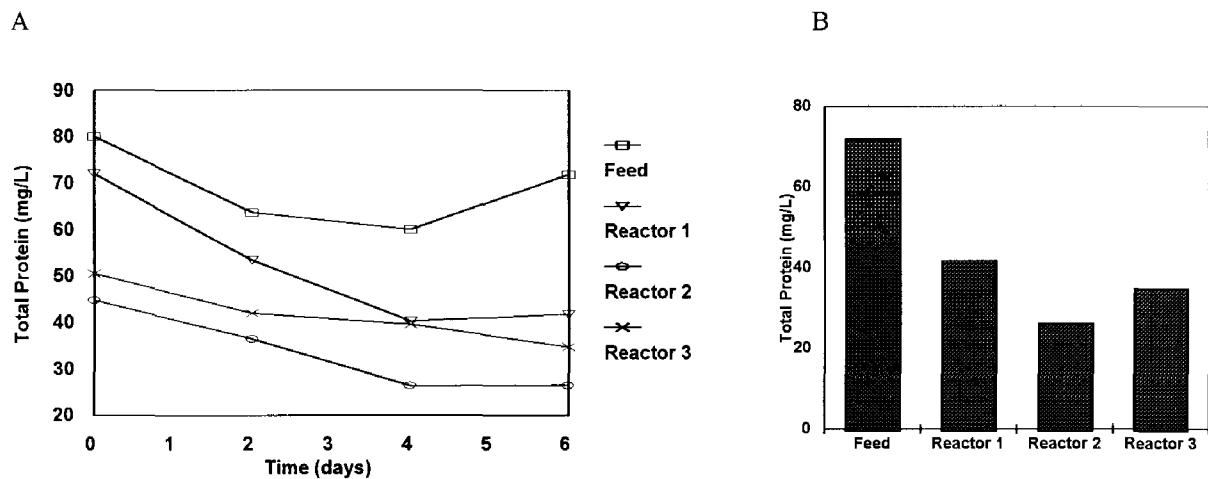 A
B
Total Protein (mg/L)
90
80
70
60
50
40
30
20
0
1
2
3
4
5
6
Time (days)
Feed
Reactor 1
Reactor 2
Reactor 3
Total Protein (mg/L)
80
60
40
20
0
Feed
Reactor 1
Reactor 2
Reactor 3